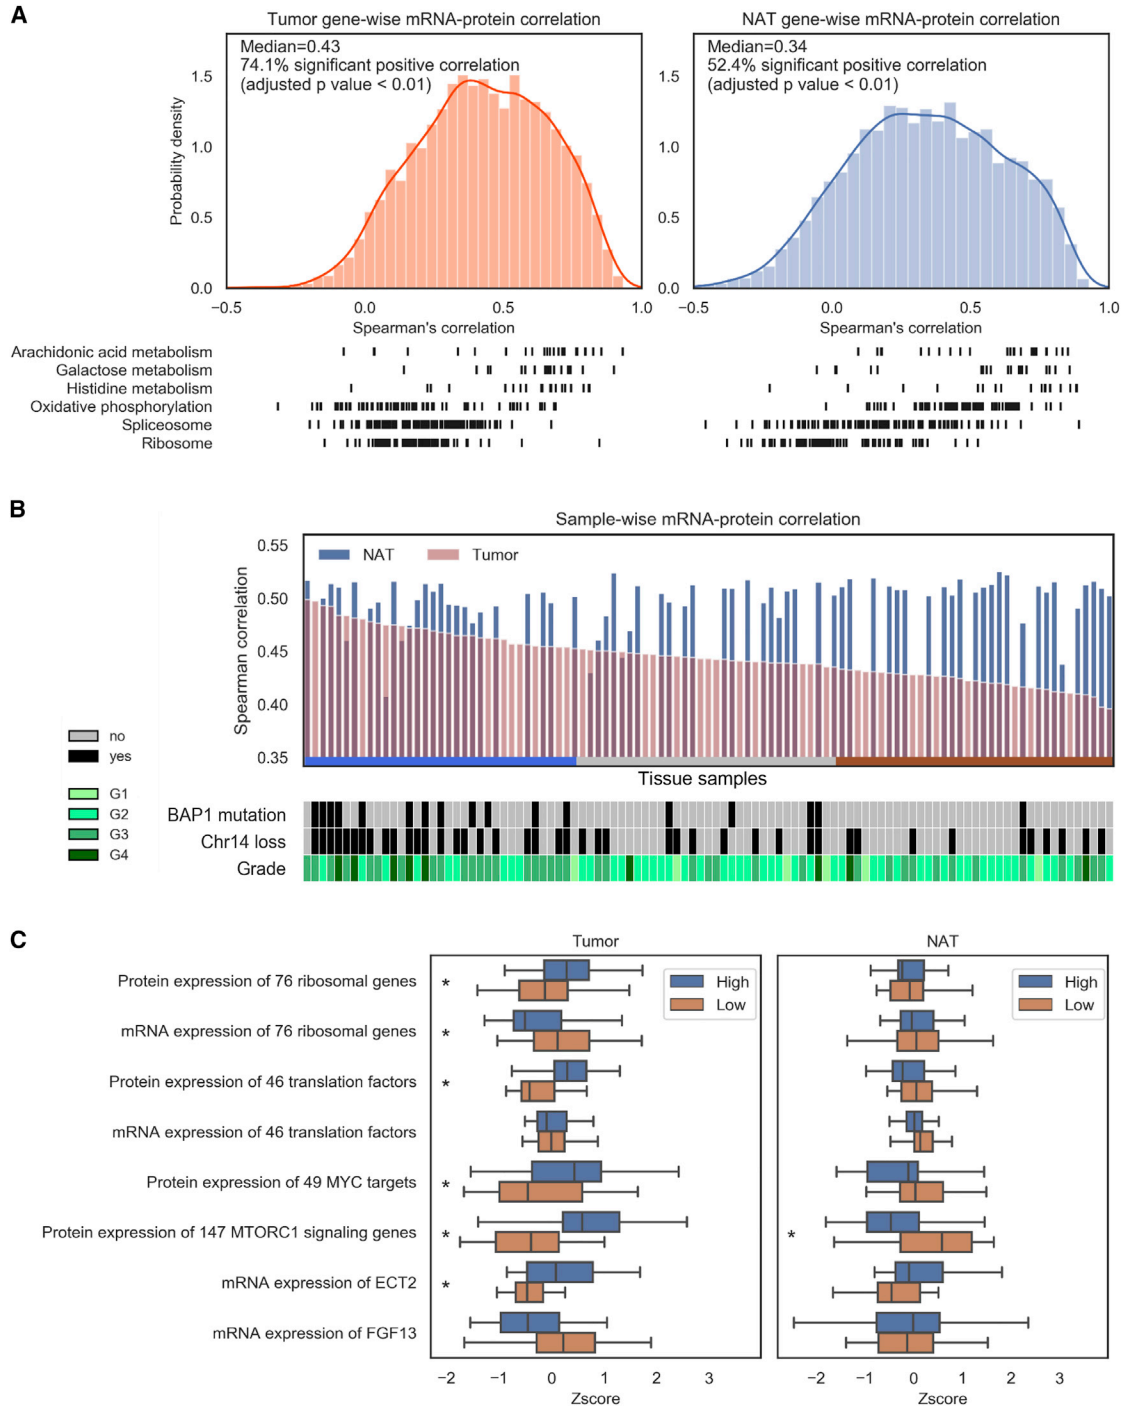 A
Tumor gene-wise mRNA-protein correlation
NAT gene-wise mRNA-protein correlation
Median=0.43
74.1% significant positive correlation
(adjusted p value < 0.01)
Median=0.34
52.4% significant positive correlation
(adjusted p value < 0.01)
Probability density
1.5
1.0
0.5
0.0
1.5
1.0
0.5
0.0
−0.5 0.0 0.5 1.0
−0.5 0.0 0.5 1.0
Spearman's correlation
Spearman's correlation
Arachidonic acid metabolism
Galactose metabolism
Histidine metabolism
Oxidative phosphorylation
Spliceosome
Ribosome
B
Sample-wise mRNA-protein correlation
NAT
Tumor
Spearman correlation
0.55
0.50
0.45
0.40
0.35
Tissue samples
no
yes
G1
G2
G3
G4
BAP1 mutation
Chr14 loss
Grade
C
Tumor
NAT
High
Low
High
Low
Protein expression of 76 ribosomal genes *
mRNA expression of 76 ribosomal genes *
Protein expression of 46 translation factors *
mRNA expression of 46 translation factors
Protein expression of 49 MYC targets *
Protein expression of 147 MTORC1 signaling genes * *
mRNA expression of ECT2 *
mRNA expression of FGF13
−2 −1 0 1 2 3
−2 −1 0 1 2 3
Zscore
Zscore